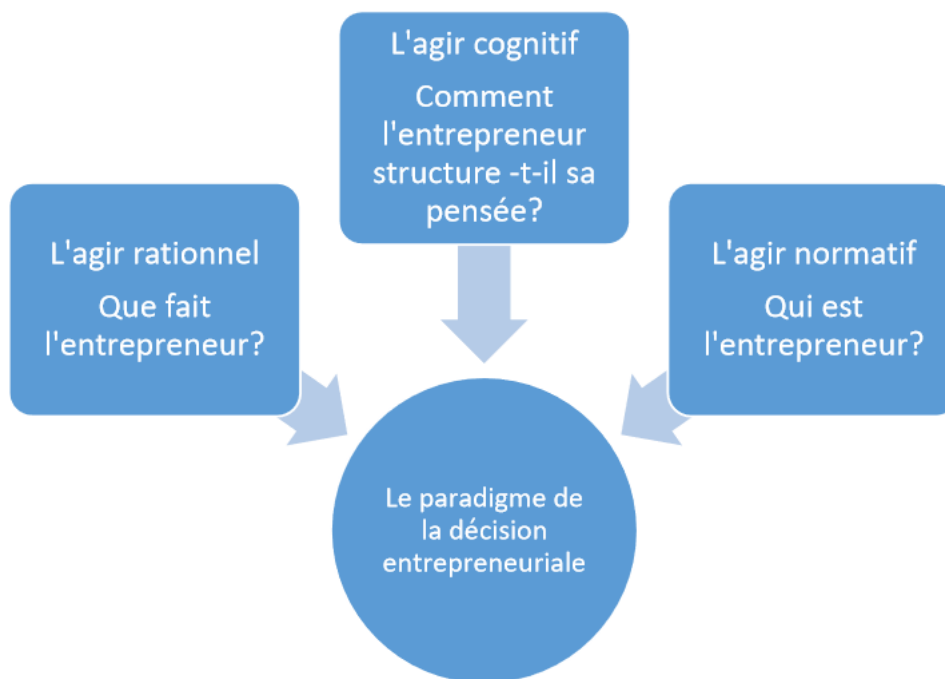 L'agir cognitif
Comment
l'entrepreneur
structure -t-il sa
pensée?
L'agir rationnel
Que fait
l'entrepreneur?
L'agir normatif
Qui est
l'entrepreneur?
Le paradigme de
la décision
entrepreneuriale